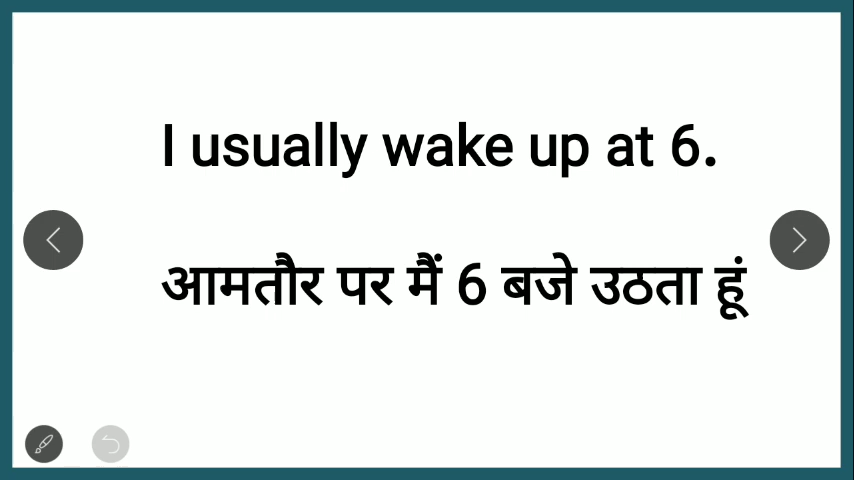 I usually wake up at 6.
आमतौर पर मैं 6 बजे उठता हूं